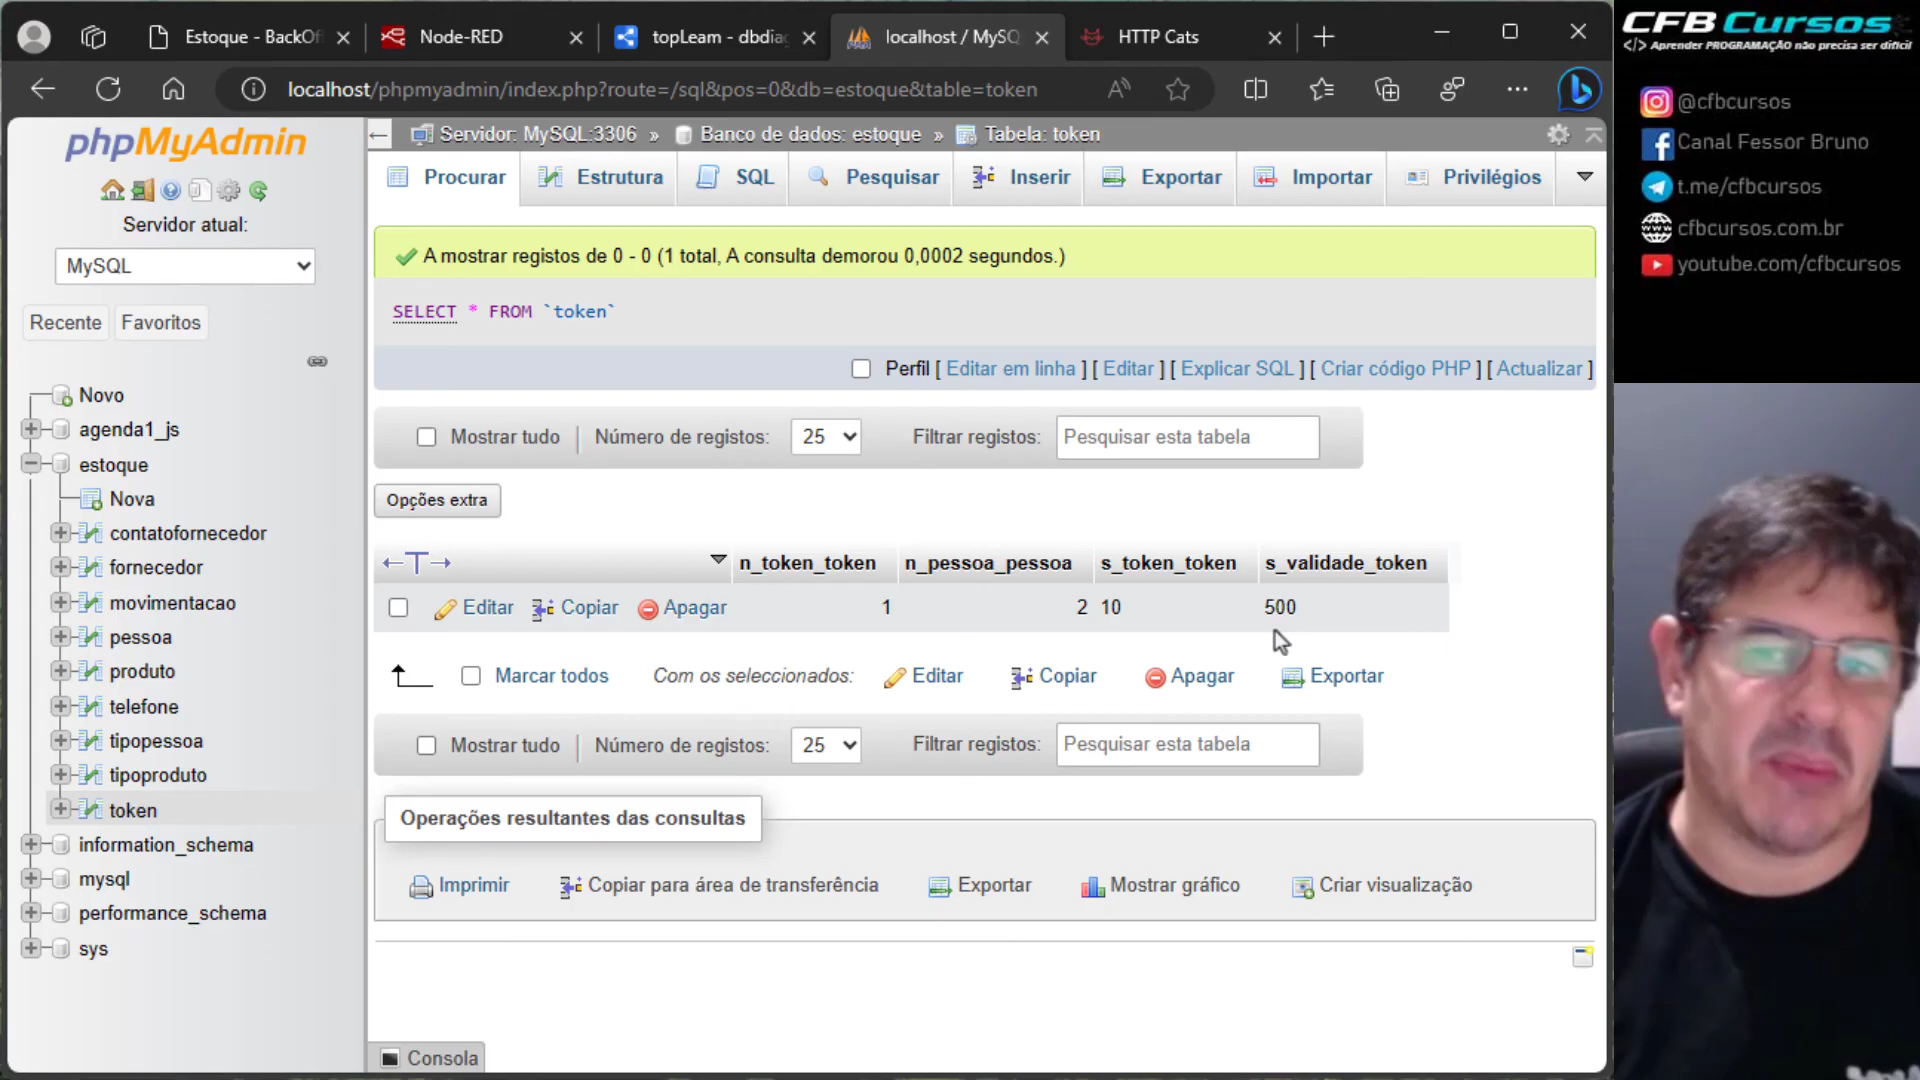 Estoque - BackOf
Node-RED
topLeam - dbdia
localhost / MySQ
HTTP Cats
localhost/phpmyadmin/index.php?route=/sql&pos=0&db=estoque&table=token
CFB Cursos
</> Aprender PROGRAMAÇÃO não precisa ser difícil
@cfbcursos
Canal Fessor Bruno
t.me/cfbcursos
cfbcursos.com.br
youtube.com/cfbcursos
phpMyAdmin
Servidor atual:
MySQL
Recente Favoritos
Novo
agenda1_js
estoque
Nova
contatofornecedor
fornecedor
movimentacao
pessoa
produto
telefone
tipopessoa
tipoproduto
token
information_schema
mysql
performance_schema
sys
Servidor: MySQL:3306 » Banco de dados: estoque » Tabela: token
Procurar Estrutura SQL Pesquisar Inserir Exportar Importar Privilégios
A mostrar registos de 0 - 0 (1 total, A consulta demorou 0,0002 segundos.)
SELECT * FROM `token`
Perfil [ Editar em linha ] [ Editar ] [ Explicar SQL ] [ Criar código PHP ] [ Actualizar ]
Mostrar tudo | Número de registos: 25 Filtrar registos: Pesquisar esta tabela
Opções extra
←T→ n_token_token n_pessoa_pessoa s_token_token s_validade_token
Editar Copiar Apagar 1 2 10 500
Marcar todos Com os seleccionados: Editar Copiar Apagar Exportar
Mostrar tudo | Número de registos: 25 Filtrar registos: Pesquisar esta tabela
Operações resultantes das consultas
Imprimir Copiar para área de transferência Exportar Mostrar gráfico Criar visualização
Consola